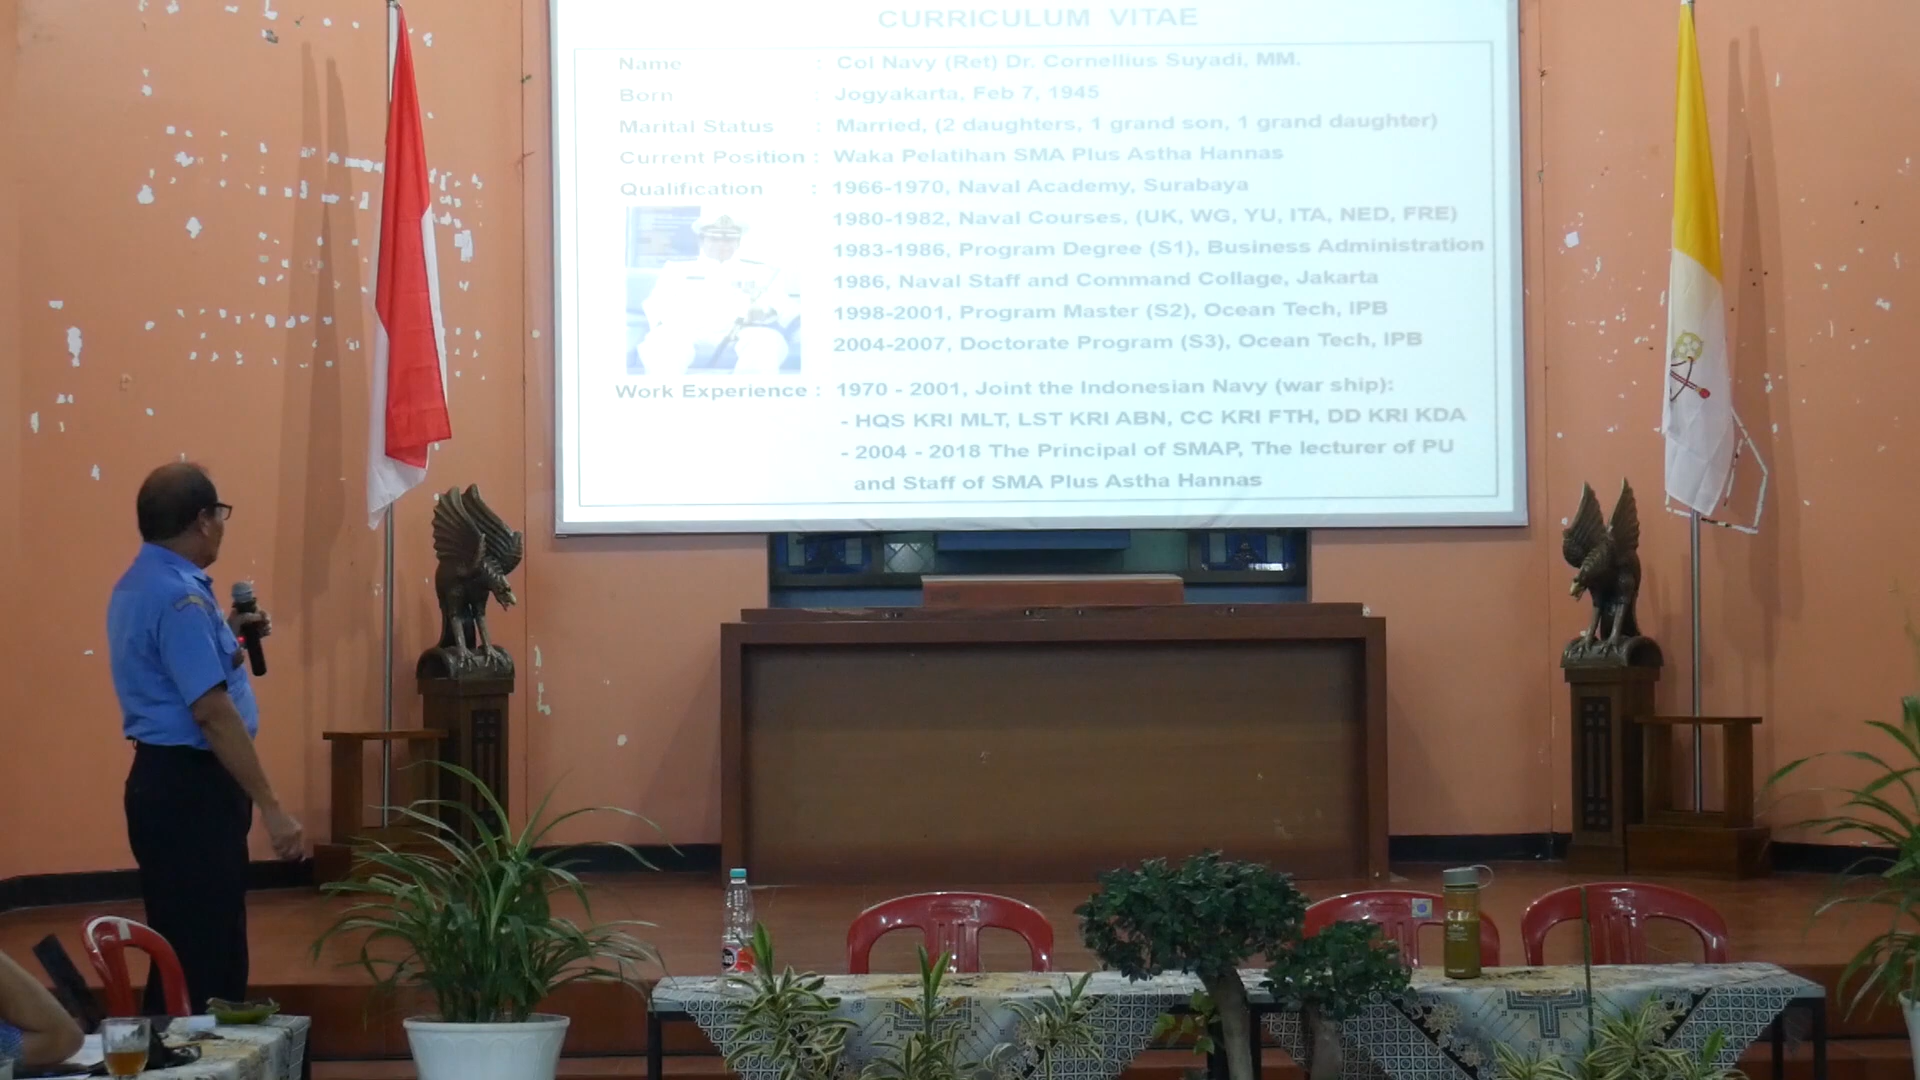 CURRICULUM VITAE
Name : Col Navy (Ret) Dr. Cornellius Suyadi, MM.
Born : Jogyakarta, Feb 7, 1945
Marital Status : Married, (2 daughters, 1 grand son, 1 grand daughter)
Current Position : Waka Pelatihan SMA Plus Astha Hannas
Qualification : 1966-1970, Naval Academy, Surabaya
1980-1982, Naval Courses, (UK, WG, YU, ITA, NED, FRE)
1983-1986, Program Degree (S1), Business Administration
1986, Naval Staff and Command Collage, Jakarta
1998-2001, Program Master (S2), Ocean Tech, IPB
2004-2007, Doctorate Program (S3), Ocean Tech, IPB
Work Experience : 1970 - 2001, Joint the Indonesian Navy (war ship):
- HQS KRI MLT, LST KRI ABN, CC KRI FTH, DD KRI KDA
- 2004 - 2018 The Principal of SMAP, The lecturer of PU
and Staff of SMA Plus Astha Hannas